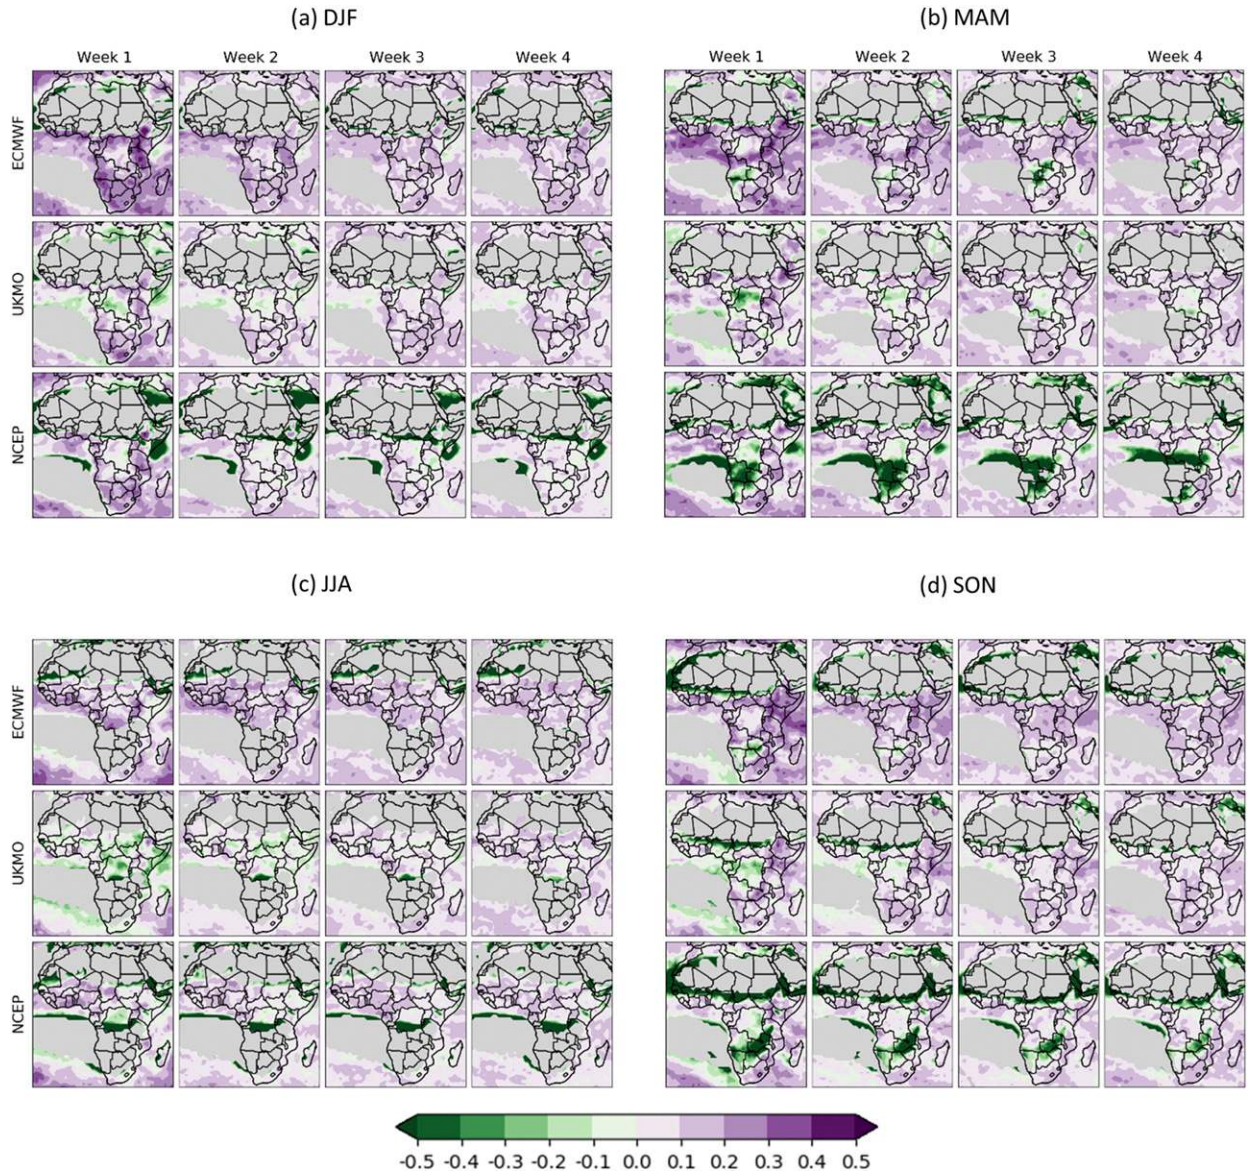 (a) DJF
(b) MAM
Week 1 Week 2 Week 3 Week 4
Week 1 Week 2 Week 3 Week 4
ECMWF
UKMO
NCEP
(c) JJA
(d) SON
ECMWF
UKMO
NCEP
-0.5 -0.4 -0.3 -0.2 -0.1 0.0 0.1 0.2 0.3 0.4 0.5